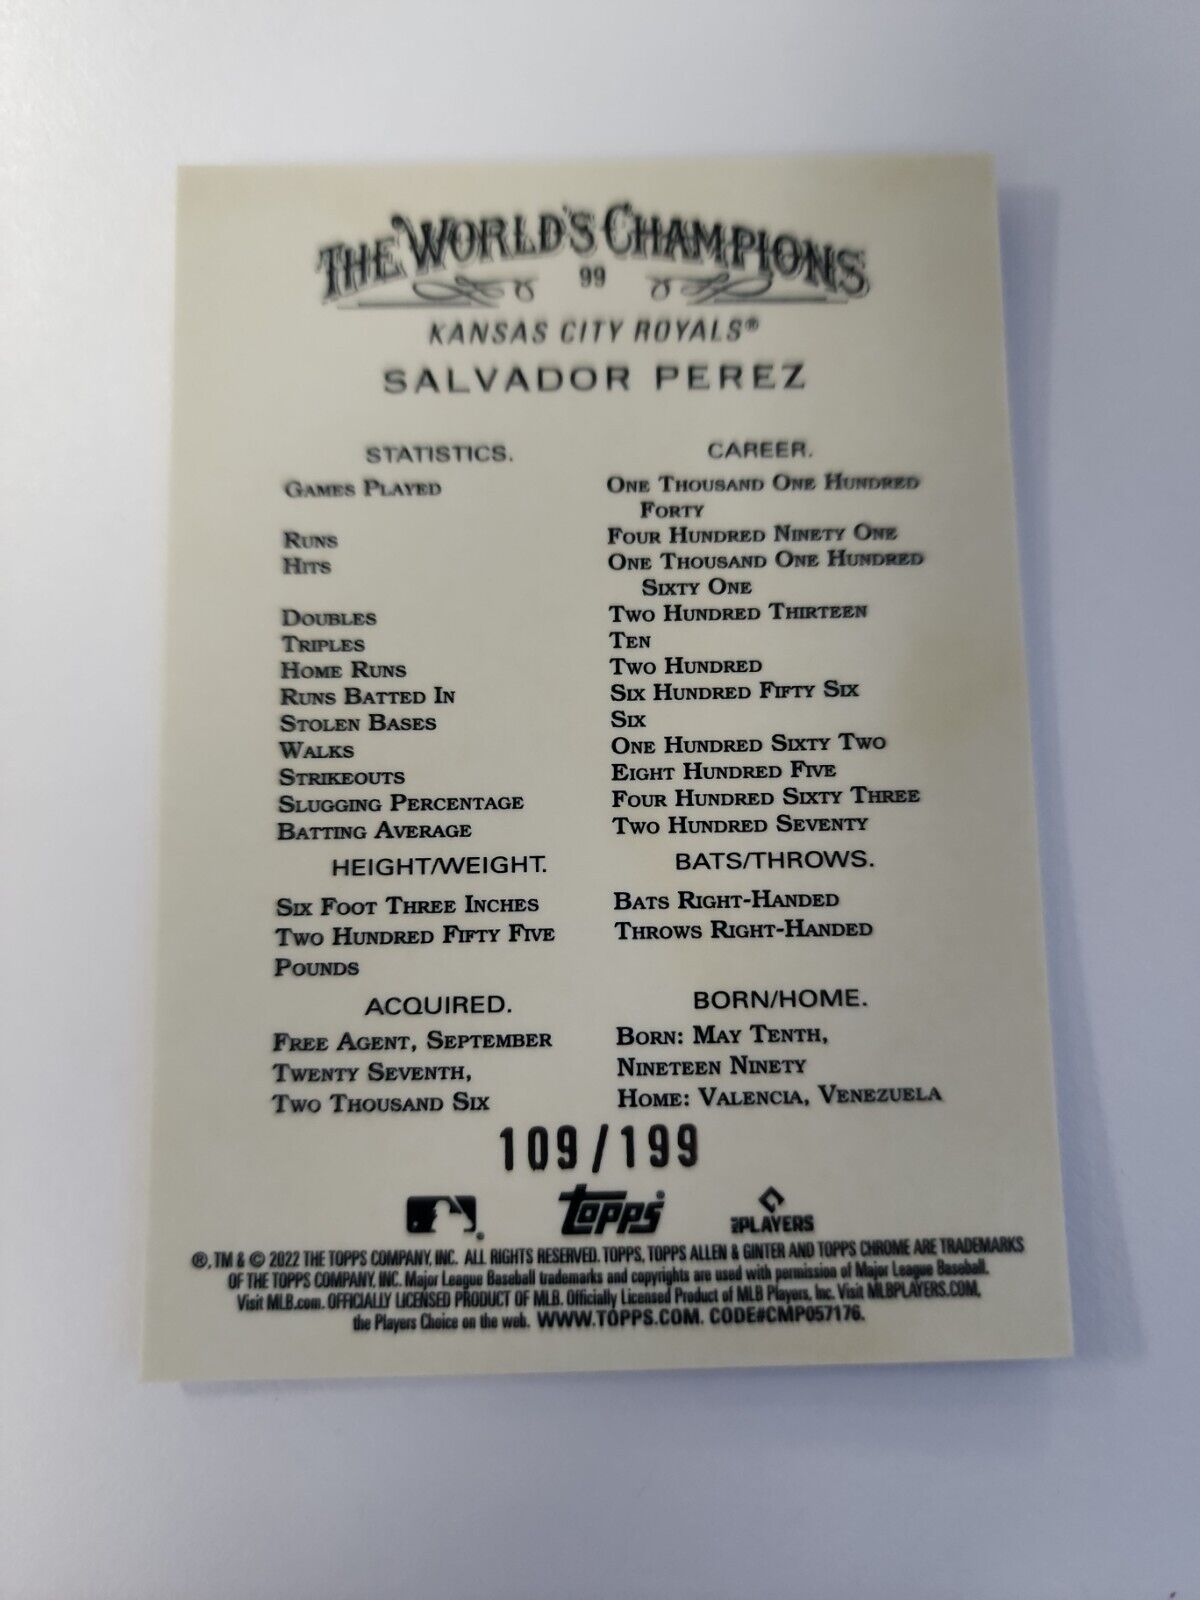 THE WORLD'S CHAMPIONS
99
KANSAS CITY ROYALS®
SALVADOR PEREZ
STATISTICS. CAREER.
GAMES PLAYED ONE THOUSAND ONE HUNDRED
FORTY
RUNS FOUR HUNDRED NINETY ONE
HITS ONE THOUSAND ONE HUNDRED
SIXTY ONE
DOUBLES TWO HUNDRED THIRTEEN
TRIPLES TEN
HOME RUNS TWO HUNDRED
RUNS BATTED IN SIX HUNDRED FIFTY SIX
STOLEN BASES SIX
WALKS ONE HUNDRED SIXTY TWO
STRIKEOUTS EIGHT HUNDRED FIVE
SLUGGING PERCENTAGE FOUR HUNDRED SIXTY THREE
BATTING AVERAGE TWO HUNDRED SEVENTY
HEIGHT/WEIGHT. BATS/THROWS.
SIX FOOT THREE INCHES BATS RIGHT-HANDED
TWO HUNDRED FIFTY FIVE THROWS RIGHT-HANDED
POUNDS
ACQUIRED. BORN/HOME.
FREE AGENT, SEPTEMBER BORN: MAY TENTH,
TWENTY SEVENTH, NINETEEN NINETY
TWO THOUSAND SIX HOME: VALENCIA, VENEZUELA
109/199
Topps MLB PLAYERS
®, TM & © 2022 THE TOPPS COMPANY, INC. ALL RIGHTS RESERVED. TOPPS, TOPPS ALLEN & GINTER AND TOPPS CHROME ARE TRADEMARKS
OF THE TOPPS COMPANY, INC. Major League Baseball trademarks and copyrights are used with permission of Major League Baseball.
Visit MLB.com. OFFICIALLY LICENSED PRODUCT OF MLB. Officially Licensed Product of MLB Players, Inc. Visit MLBPLAYERS.COM,
the Players Choice on the web. WWW.TOPPS.COM. CODE#CMP057176.